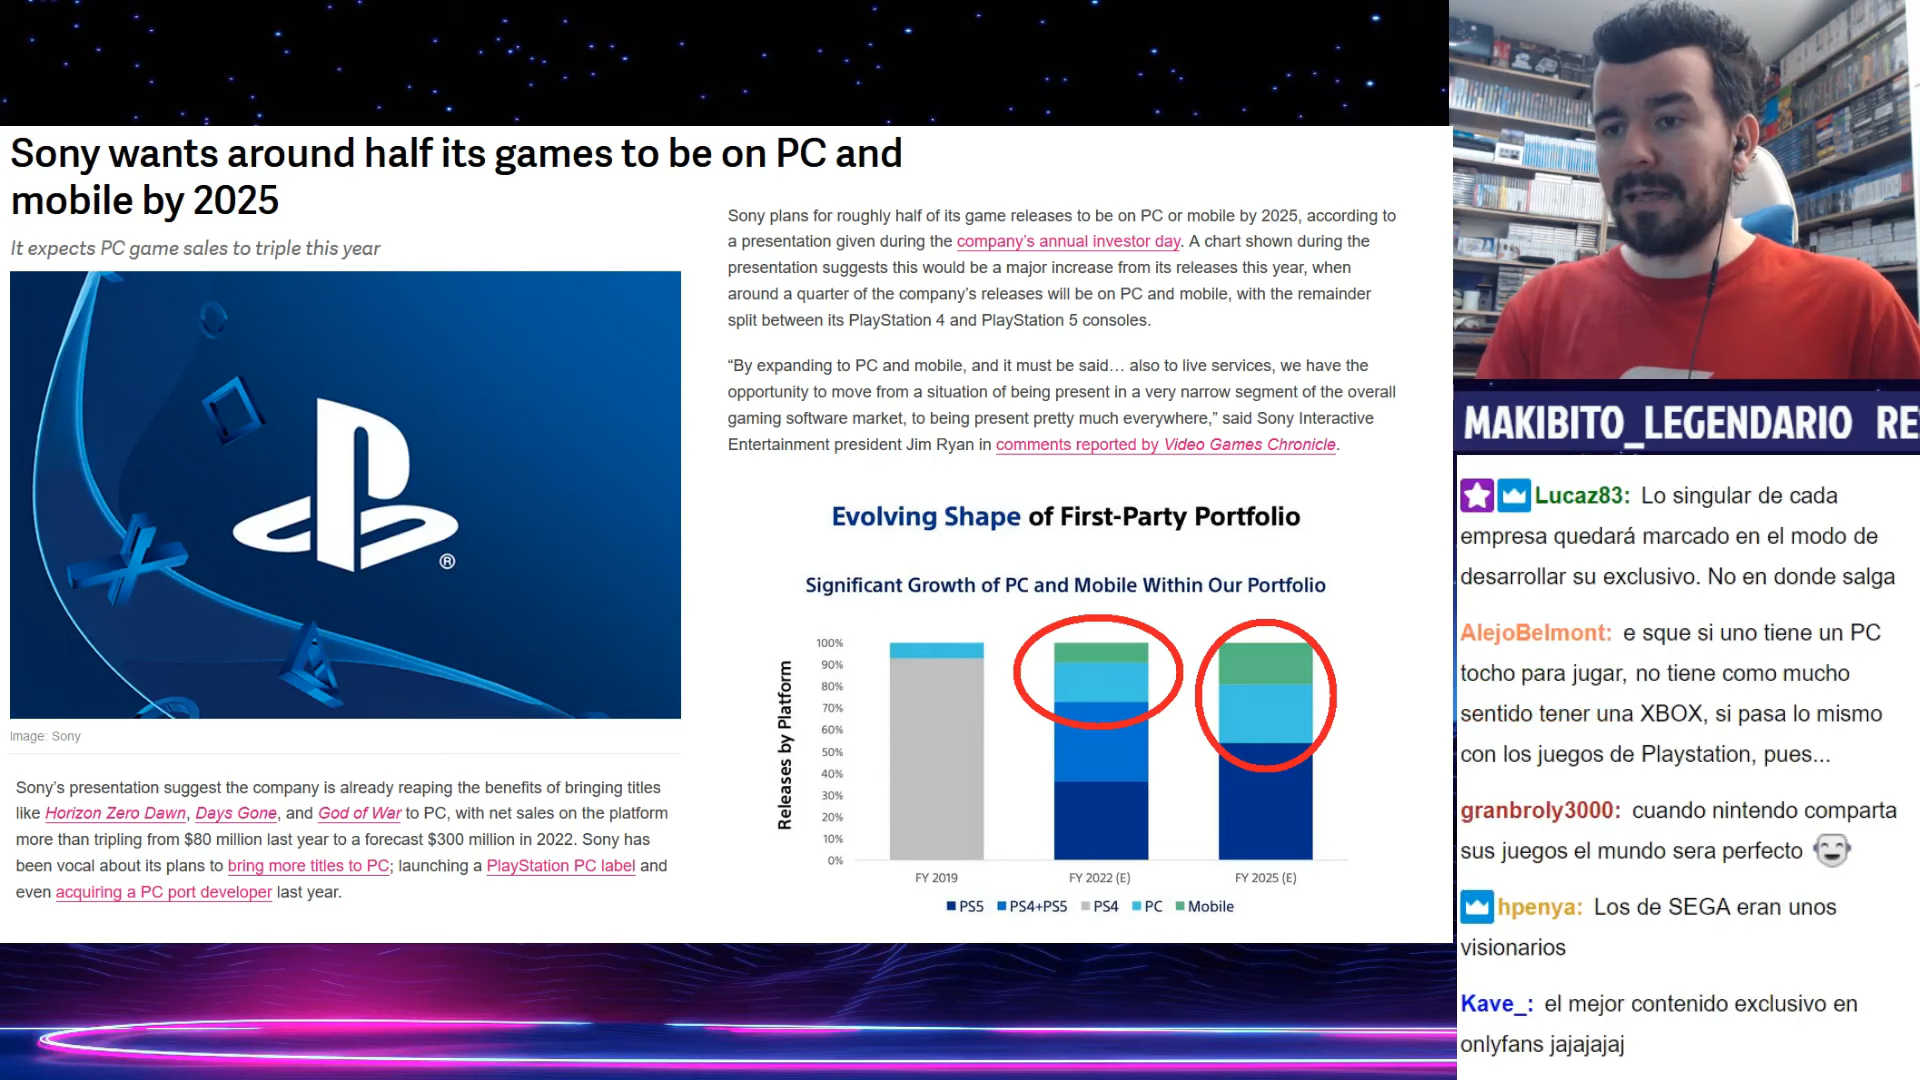 Sony wants around half its games to be on PC and
mobile by 2025
It expects PC game sales to triple this year
®
Image: Sony
Sony’s presentation suggest the company is already reaping the benefits of bringing titles
like Horizon Zero Dawn, Days Gone, and God of War to PC, with net sales on the platform
more than tripling from $80 million last year to a forecast $300 million in 2022. Sony has
been vocal about its plans to bring more titles to PC; launching a PlayStation PC label and
even acquiring a PC port developer last year.
Sony plans for roughly half of its game releases to be on PC or mobile by 2025, according to
a presentation given during the company’s annual investor day. A chart shown during the
presentation suggests this would be a major increase from its releases this year, when
around a quarter of the company’s releases will be on PC and mobile, with the remainder
split between its PlayStation 4 and PlayStation 5 consoles.
“By expanding to PC and mobile, and it must be said… also to live services, we have the
opportunity to move from a situation of being present in a very narrow segment of the overall
gaming software market, to being present pretty much everywhere,” said Sony Interactive
Entertainment president Jim Ryan in comments reported by Video Games Chronicle.
Evolving Shape of First-Party Portfolio
Significant Growth of PC and Mobile Within Our Portfolio
Releases by Platform
100%
90%
80%
70%
60%
50%
40%
30%
20%
10%
0%
FY 2019 FY 2022 (E) FY 2025 (E)
PS5 PS4+PS5 PS4 PC Mobile
MAKIBITO_LEGENDARIO RE
Lucaz83: Lo singular de cada
empresa quedará marcado en el modo de
desarrollar su exclusivo. No en donde salga
AlejoBelmont: e sque si uno tiene un PC
tocho para jugar, no tiene como mucho
sentido tener una XBOX, si pasa lo mismo
con los juegos de Playstation, pues...
granbroly3000: cuando nintendo comparta
sus juegos el mundo sera perfecto
hpenya: Los de SEGA eran unos
visionarios
Kave_: el mejor contenido exclusivo en
onlyfans jajajajaj